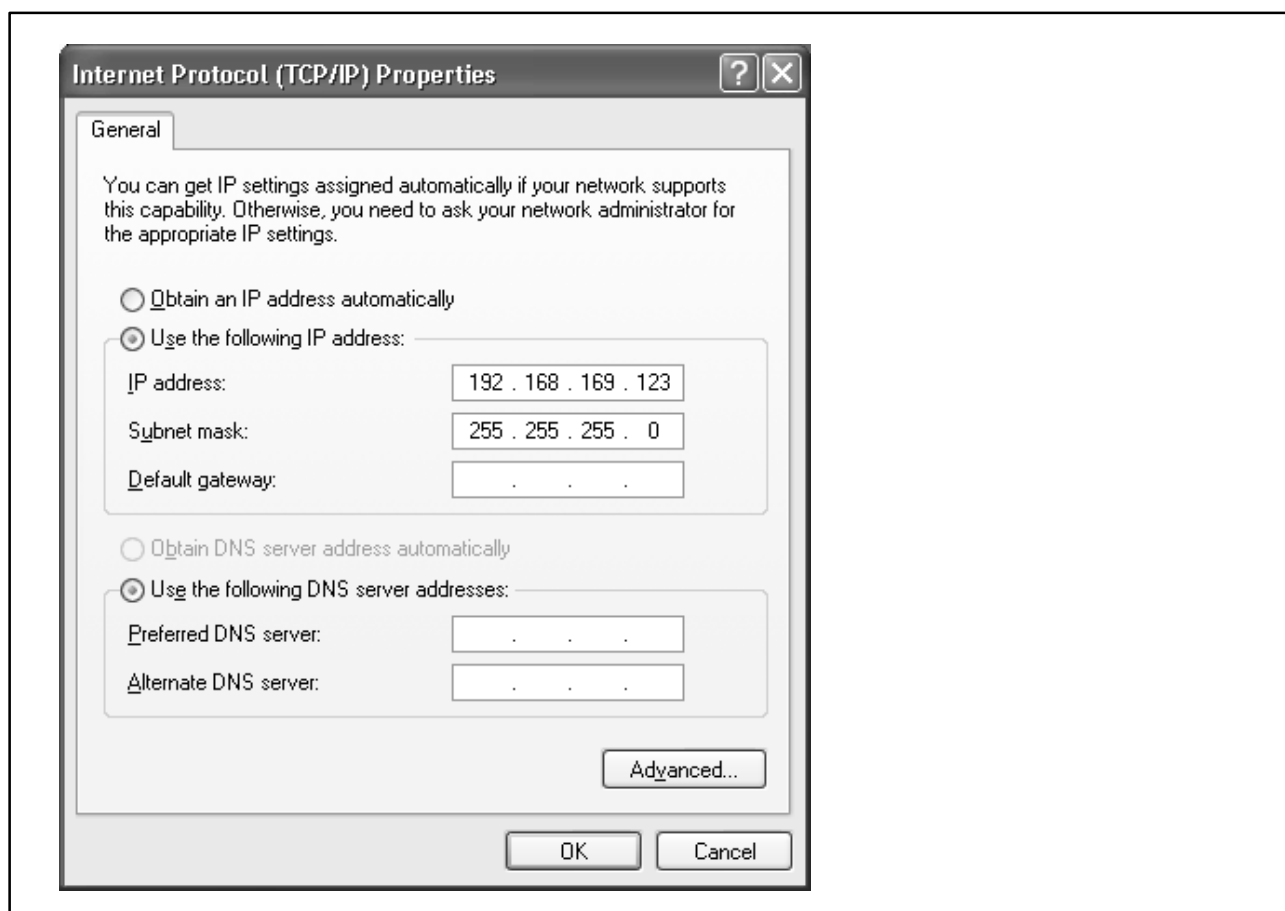 Internet Protocol (TCP/IP) Properties
General
You can get IP settings assigned automatically if your network supports
this capability. Otherwise, you need to ask your network administrator for
the appropriate IP settings.
Obtain an IP address automatically
Use the following IP address:
IP address: 192 . 168 . 169 . 123
Subnet mask: 255 . 255 . 255 . 0
Default gateway: . . .
Obtain DNS server address automatically
Use the following DNS server addresses:
Preferred DNS server: . . .
Alternate DNS server: . . .
Advanced...
OK Cancel